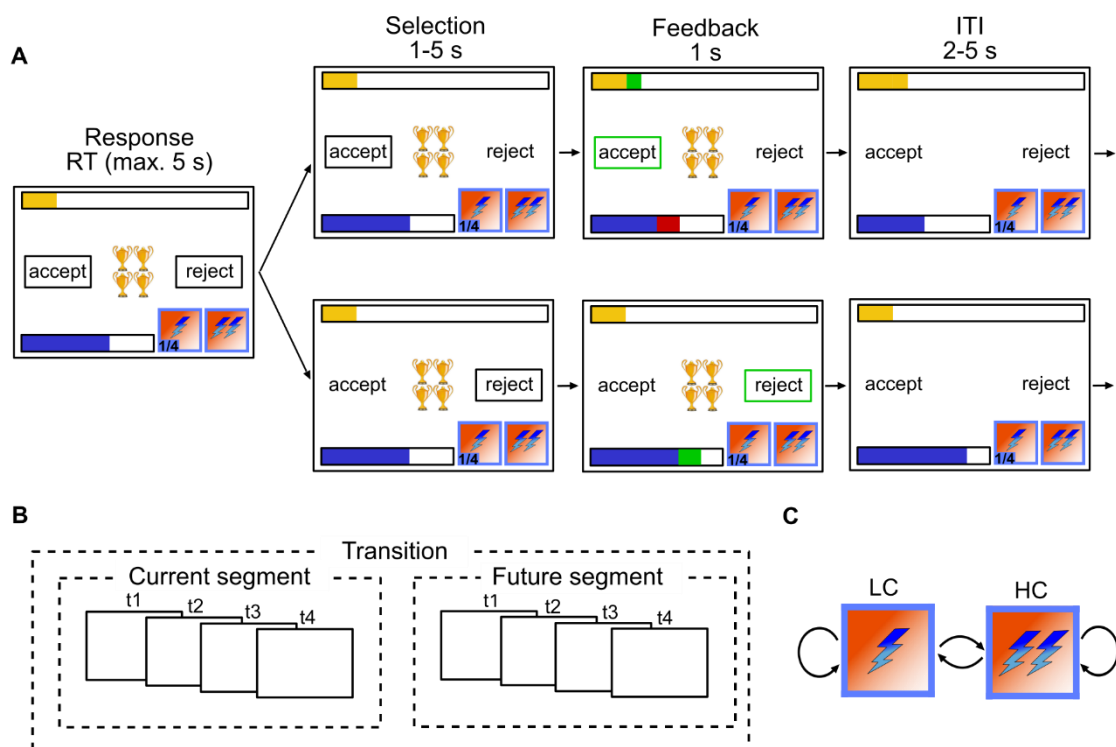 A
Response
RT (max. 5 s)
accept
reject
1/4
Selection
1-5 s
accept
reject
1/4
Feedback
1 s
accept
reject
1/4
ITI
2-5 s
accept
reject
1/4
accept
reject
1/4
accept
reject
1/4
accept
reject
1/4
B
Transition
Current segment
t1
t2
t3
t4
Future segment
t1
t2
t3
t4
C
LC
HC